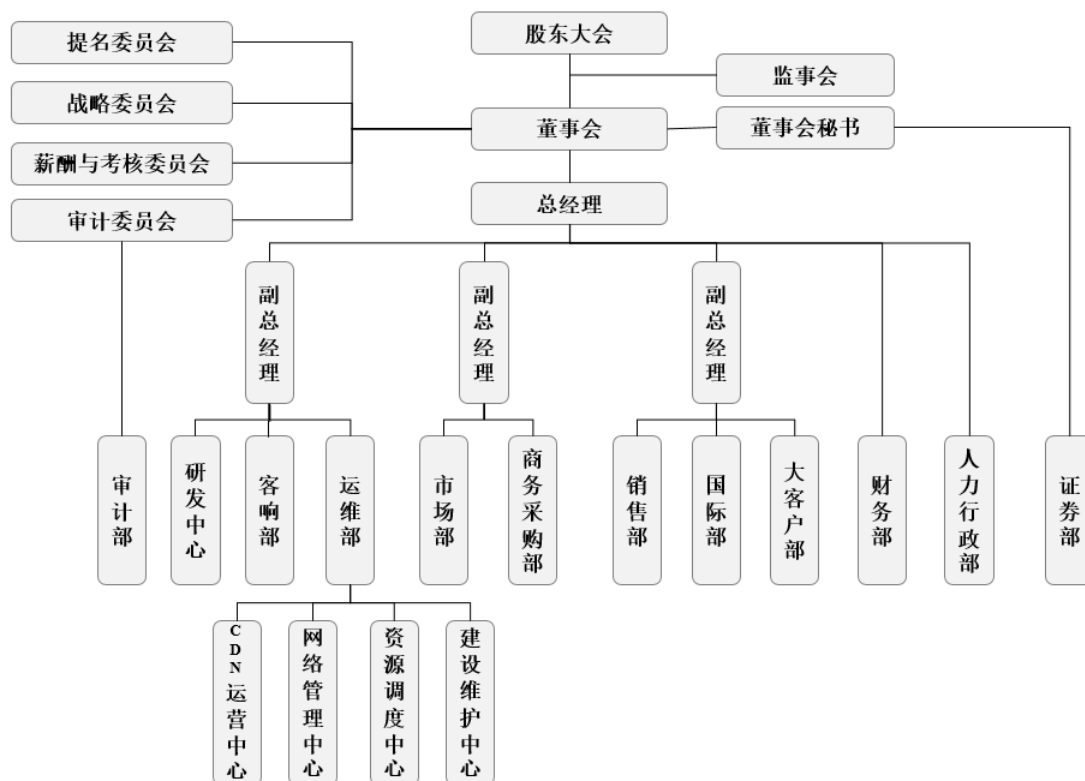 股东大会
提名委员会
监事会
战略委员会
董事会
董事会秘书
薪酬与考核委员会
总经理
审计委员会
副总经理
副总经理
副总经理
审计部
研发中心
客响部
运维部
市场部
商务采购部
销售部
国际部
大客户部
财务部
人力行政部
证券部
CDN运营中心
网络管理中心
资源调度中心
建设维护中心